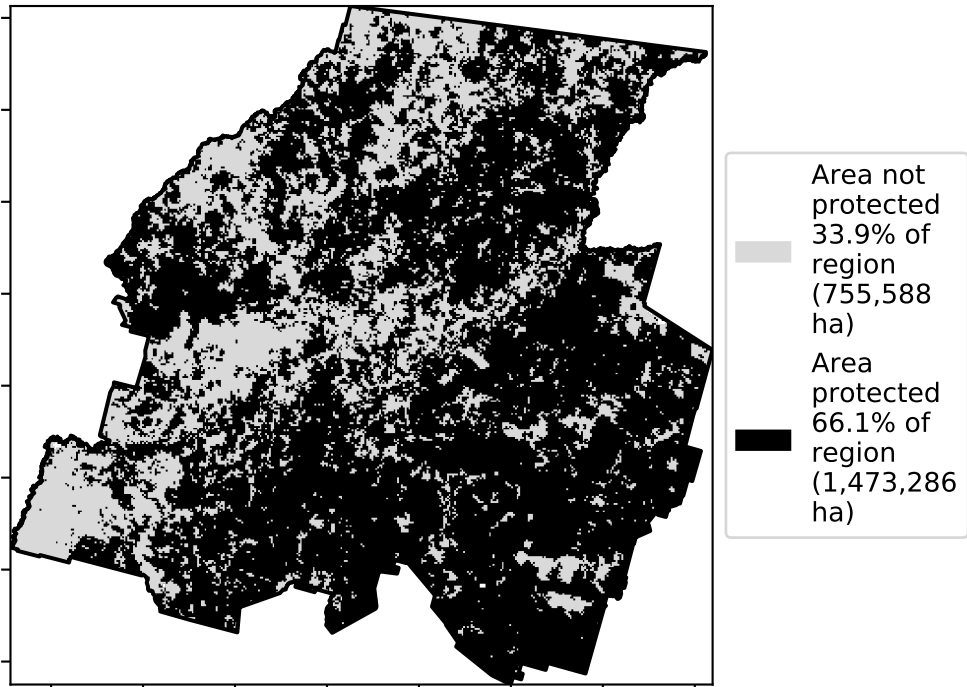 Area not
protected
33.9% of
region
(755,588
ha)
Area
protected
66.1% of
region
(1,473,286
ha)